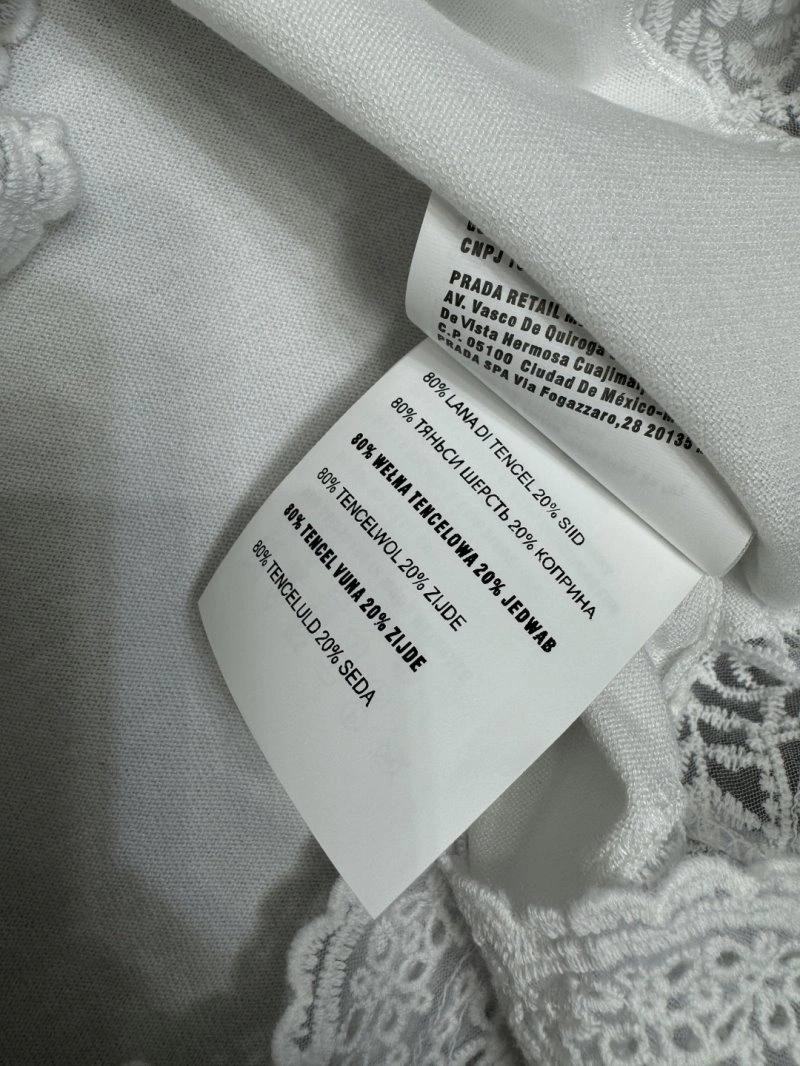 CNPJ
PRADA RETAIL
AV. Vasco De Quiroga
De Vista Hermosa Cuajimal
C.P. 05100 Ciudad De México-
PRADA SPA Via Fogazzaro,28 20135
80% LANA DI TENCEL 20% SIID
80% ТЯНЬСИ ШЕРСТЬ 20% КОПРИНА
80% WEŁNA TENCELOWA 20% JEDWAB
80% TENCELWOL 20% ZIJDE
80% TENCEL VUNA 20% ZIJDE
80% TENCELULD 20% SEDA